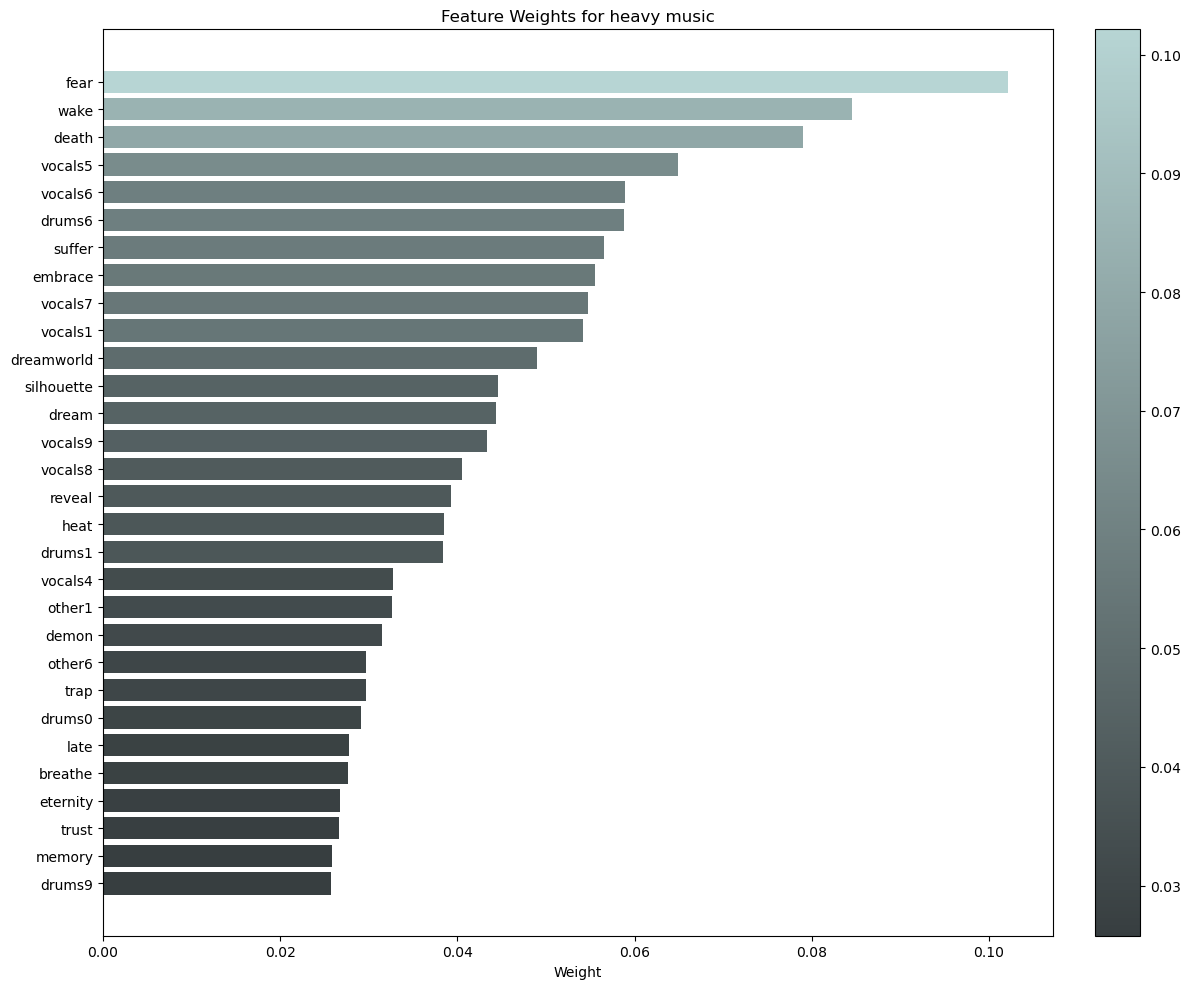 Feature Weights for heavy music
fear
wake
death
vocals5
vocals6
drums6
suffer
embrace
vocals7
vocals1
dreamworld
silhouette
dream
vocals9
vocals8
reveal
heat
drums1
vocals4
other1
demon
other6
trap
drums0
late
breathe
eternity
trust
memory
drums9
0.00 0.02 0.04 0.06 0.08 0.10
Weight
0.10
0.09
0.08
0.07
0.06
0.05
0.04
0.03